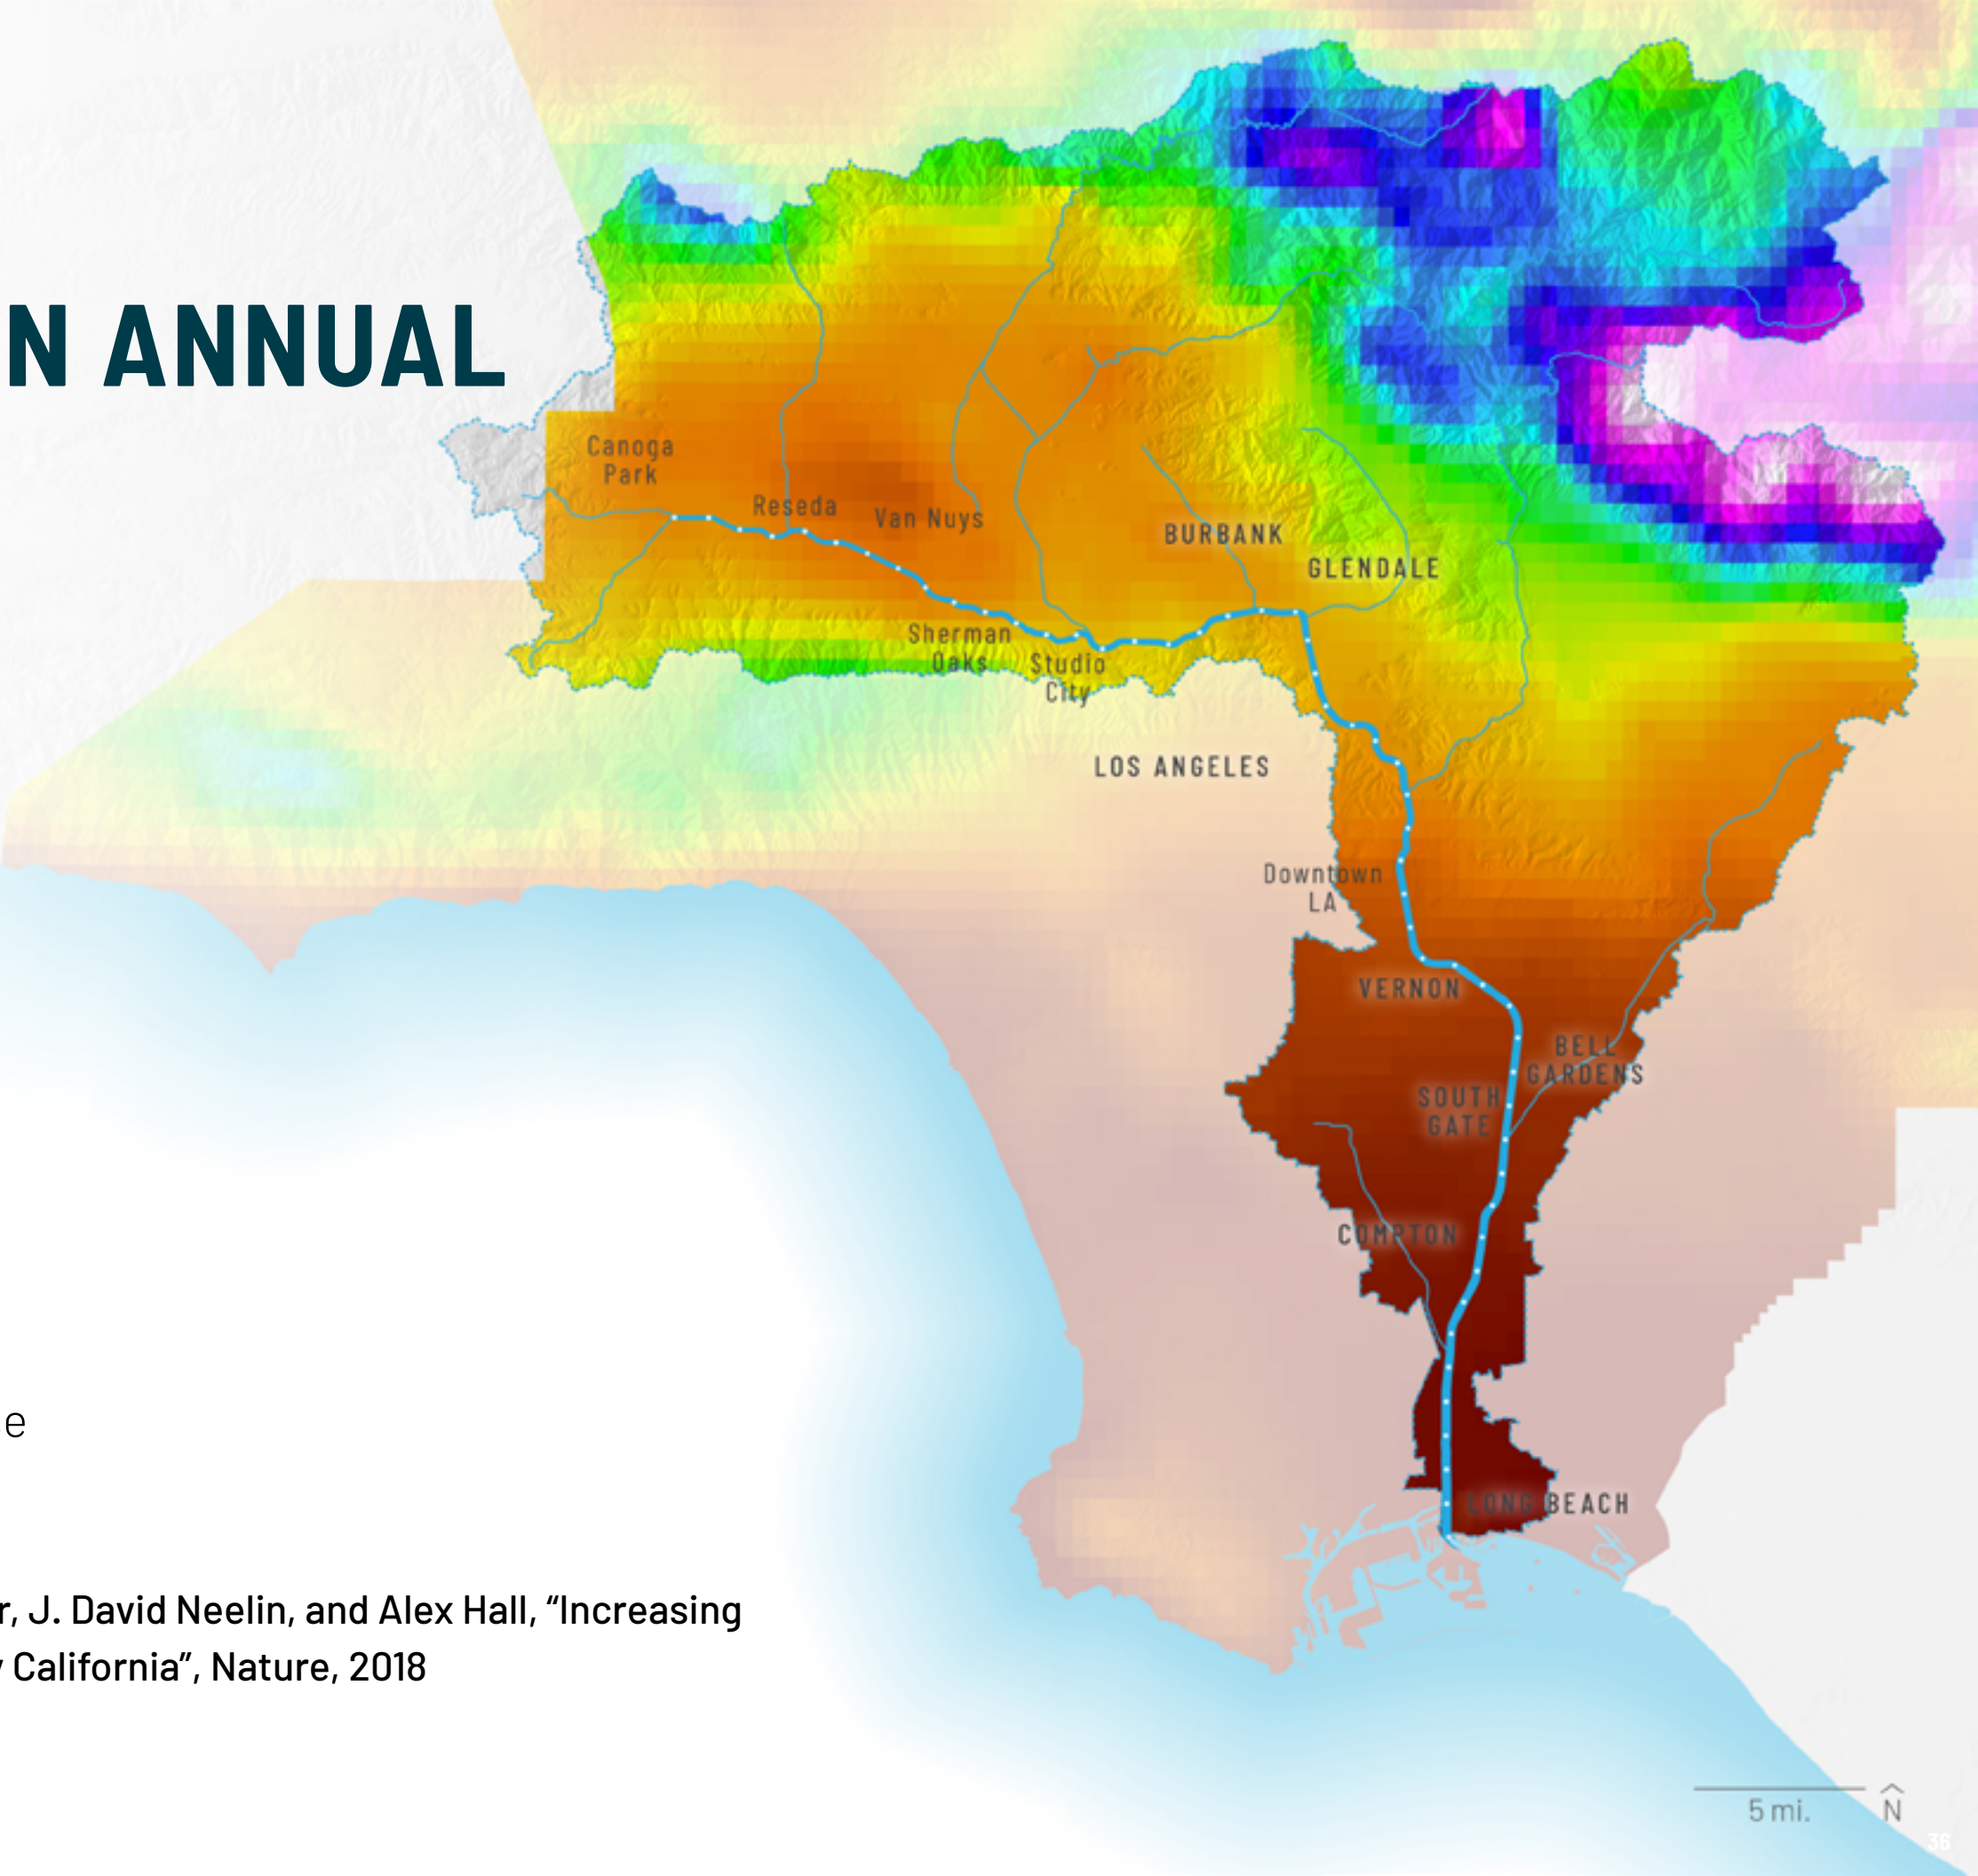 N ANNUAL
Canoga
Park
Reseda
Van Nuys
BURBANK
GLENDALE
Sherman
Oaks
Studio
City
LOS ANGELES
Downtown
LA
VERNON
BELL
GARDENS
SOUTH
GATE
COMPTON
LONG BEACH
e
r, J. David Neelin, and Alex Hall, “Increasing
California”, Nature, 2018
5 mi.
N
36